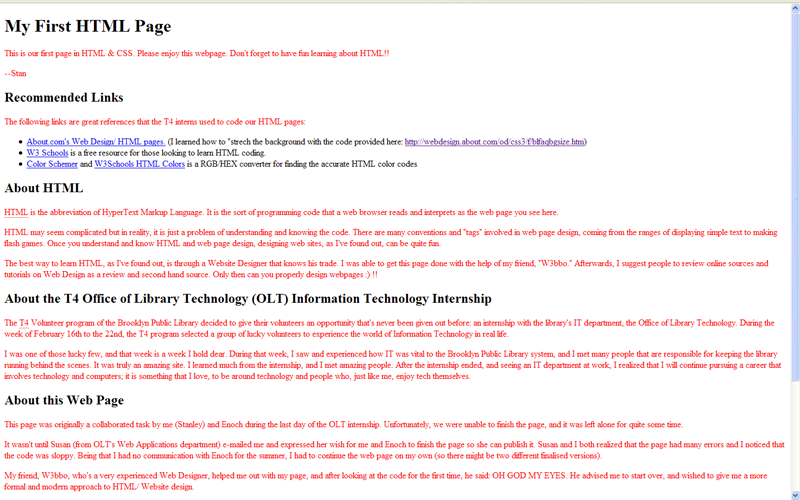 My First HTML Page
This is our first page in HTML & CSS. Please enjoy this webpage. Don't forget to have fun learning about HTML!!
--Stan
Recommended Links
The following links are great references that the T4 interns used to code our HTML pages:
About.com's Web Design/ HTML pages. (I learned how to "strech the background with the code provided here: http://webdesign.about.com/od/css3/f/blfaqbgsize.htm)
W3 Schools is a free resource for those looking to learn HTML coding.
Color Schemer and W3Schools HTML Colors is a RGB/HEX converter for finding the accurate HTML color codes
About HTML
HTML is the abbreviation of HyperText Markup Language. It is the sort of programming code that a web browser reads and interprets as the web page you see here.
HTML may seem complicated but in reality, it is just a problem of understanding and knowing the code. There are many conventions and "tags" involved in web page design, coming from the ranges of displaying simple text to making
flash games. Once you understand and know HTML and web page design, designing web sites, as I've found out, can be quite fun.
The best way to learn HTML, as I've found out, is through a Website Designer that knows his trade. I was able to get this page done with the help of my friend, "W3bbo." Afterwards, I suggest people to review online sources and
tutorials on Web Design as a review and second hand source. Only then can you properly design webpages :) !!
About the T4 Office of Library Technology (OLT) Information Technology Internship
The T4 Volunteer program of the Brooklyn Public Library decided to give their volunteers an opportunity that's never been given out before: an internship with the library's IT department, the Office of Library Technology. During the
week of February 16th to the 22nd, the T4 program selected a group of lucky volunteers to experience the world of Information Technology in real life.
I was one of those lucky few, and that week is a week I hold dear. During that week, I saw and experienced how IT was vital to the Brooklyn Public Library system, and I met many people that are responsible for keeping the library
running behind the scenes. It was truly an amazing site. I learned much from the internship, and I met amazing people. After the internship ended, and seeing an IT department at work, I realized that I will continue pursuing a career that
involves technology and computers; it is something that I love, to be around technology and people who, just like me, enjoy tech themselves.
About this Web Page
This page was originally a collaborated task by me (Stanley) and Enoch during the last day of the OLT internship. Unfortunately, we were unable to finish the page, and it was left alone for quite some time.
It wasn't until Susan (from OLT's Web Applications department) e-mailed me and expressed her wish for me and Enoch to finish the page so she can publish it. Susan and I both realized that the page had many errors and I noticed that
the code was sloppy. Being that I had no communication with Enoch for the summer, I had to continue the web page on my own (so there might be two different finalised versions).
My friend, W3bbo, who's a very experienced Web Designer, helped me out with my page, and after looking at the code for the first time, he said: OH GOD MY EYES. He advised me to start over, and wished to give me a more
formal and modern approach to HTML/ Website design.